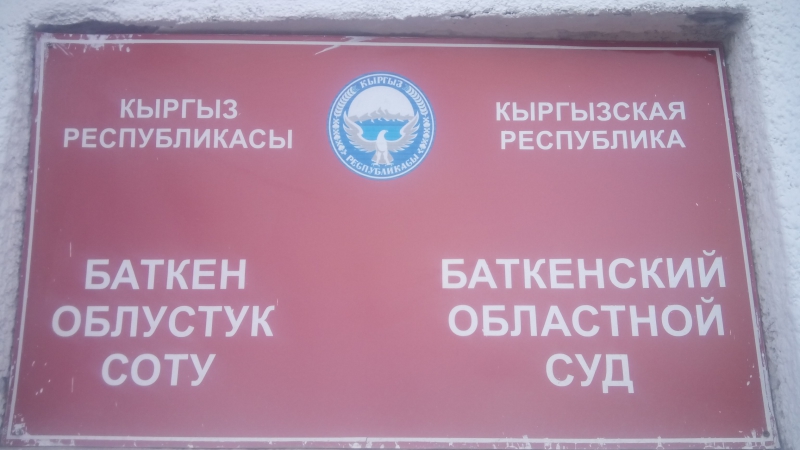 КЫРГЫЗ
РЕСПУБЛИКАСЫ
КЫРГЫЗ
РЕСПУБЛИКАСЫ
КЫРГЫЗСКАЯ
РЕСПУБЛИКА
БАТКЕН
ОБЛУСТУК
СОТУ
БАТКЕНСКИЙ
ОБЛАСТНОЙ
СУД